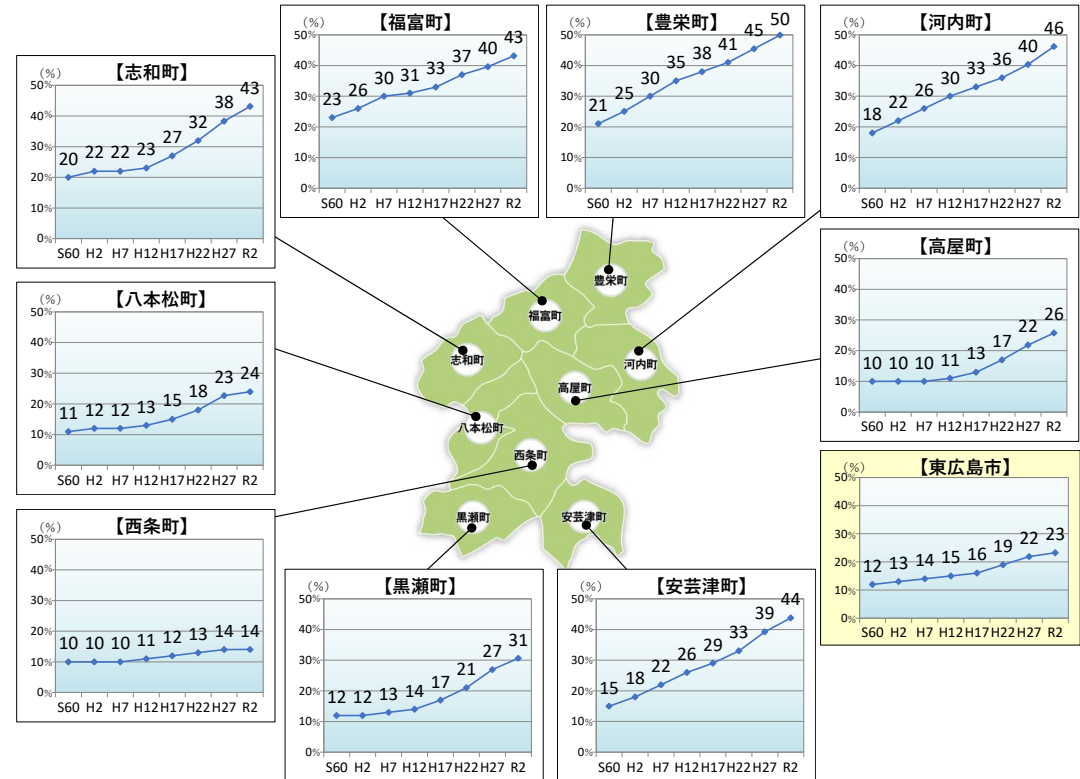 【福富町】
(%)
50%
40%
30%
20%
10%
0%
23 26 30 31 33 37 40 43
S60 H2 H7 H12 H17 H22 H27 R2
【豊栄町】
(%)
50%
40%
30%
20%
10%
0%
21 25 30 35 38 41 45 50
S60 H2 H7 H12 H17 H22 H27 R2
【河内町】
(%)
50%
40%
30%
20%
10%
0%
18 22 26 30 33 36 40 46
S60 H2 H7 H12 H17 H22 H27 R2
【志和町】
(%)
50%
40%
30%
20%
10%
0%
20 22 22 23 27 32 38 43
S60 H2 H7 H12 H17 H22 H27 R2
【高屋町】
(%)
50%
40%
30%
20%
10%
0%
10 10 10 11 13 17 22 26
S60 H2 H7 H12 H17 H22 H27 R2
【八本松町】
(%)
50%
40%
30%
20%
10%
0%
11 12 12 13 15 18 23 24
S60 H2 H7 H12 H17 H22 H27 R2
豊栄町
福富町
志和町
河内町
高屋町
八本松町
西条町
黒瀬町
安芸津町
【東広島市】
(%)
50%
40%
30%
20%
10%
0%
12 13 14 15 16 19 22 23
S60 H2 H7 H12 H17 H22 H27 R2
【西条町】
(%)
50%
40%
30%
20%
10%
0%
10 10 10 11 12 13 14 14
S60 H2 H7 H12 H17 H22 H27 R2
【黒瀬町】
(%)
50%
40%
30%
20%
10%
0%
12 12 13 14 17 21 27 31
S60 H2 H7 H12 H17 H22 H27 R2
【安芸津町】
(%)
50%
40%
30%
20%
10%
0%
15 18 22 26 29 33 39 44
S60 H2 H7 H12 H17 H22 H27 R2